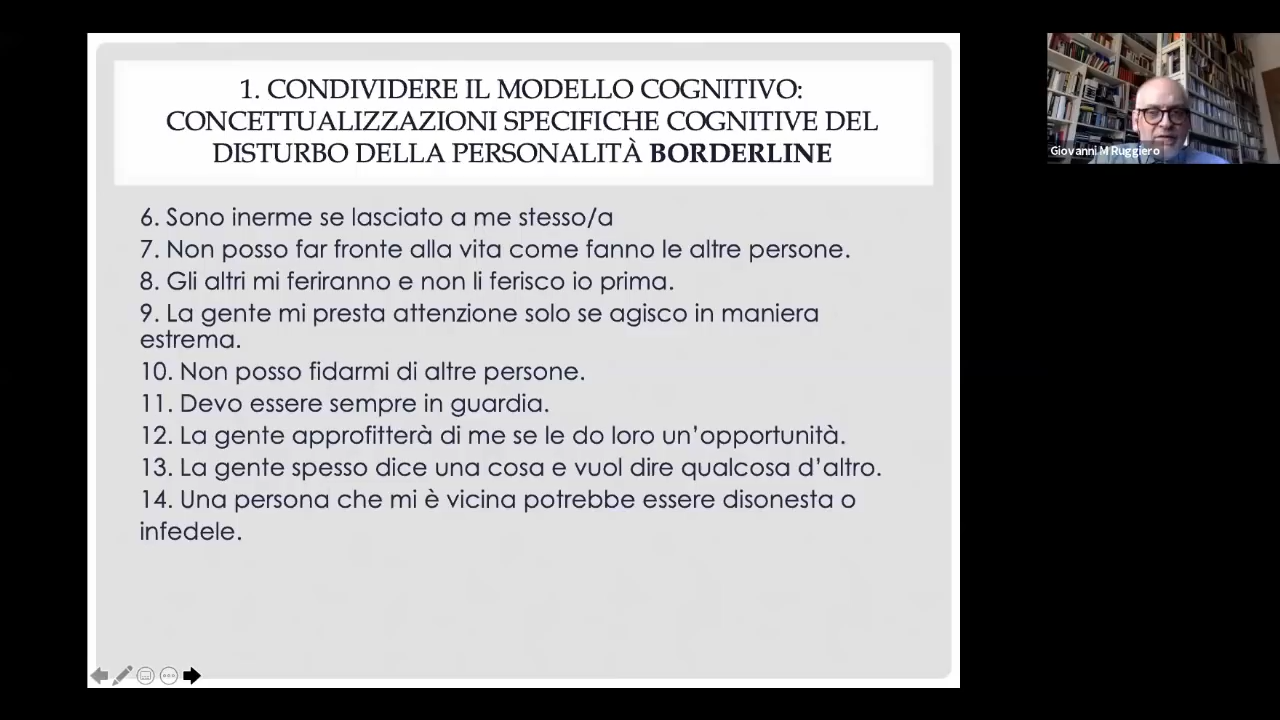 1. CONDIVIDERE IL MODELLO COGNITIVO:
CONCETTUALIZZAZIONI SPECIFICHE COGNITIVE DEL
DISTURBO DELLA PERSONALITÀ BORDERLINE
6. Sono inerme se lasciato a me stesso/a
7. Non posso far fronte alla vita come fanno le altre persone.
8. Gli altri mi feriranno e non li ferisco io prima.
9. La gente mi presta attenzione solo se agisco in maniera
estrema.
10. Non posso fidarmi di altre persone.
11. Devo essere sempre in guardia.
12. La gente approfitterà di me se le do loro un’opportunità.
13. La gente spesso dice una cosa e vuol dire qualcosa d’altro.
14. Una persona che mi è vicina potrebbe essere disonesta o
infedele.
Giovanni M Ruggiero